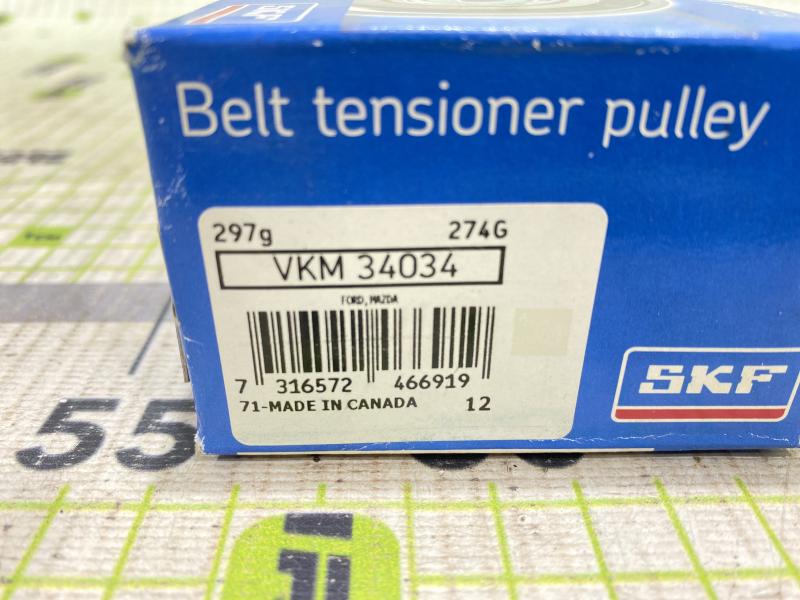 SKF
Belt tensioner pulley
297g 274G
VKM 34034
FORD, MAZDA
7 316572 466919
71-MADE IN CANADA 12
SKF
55